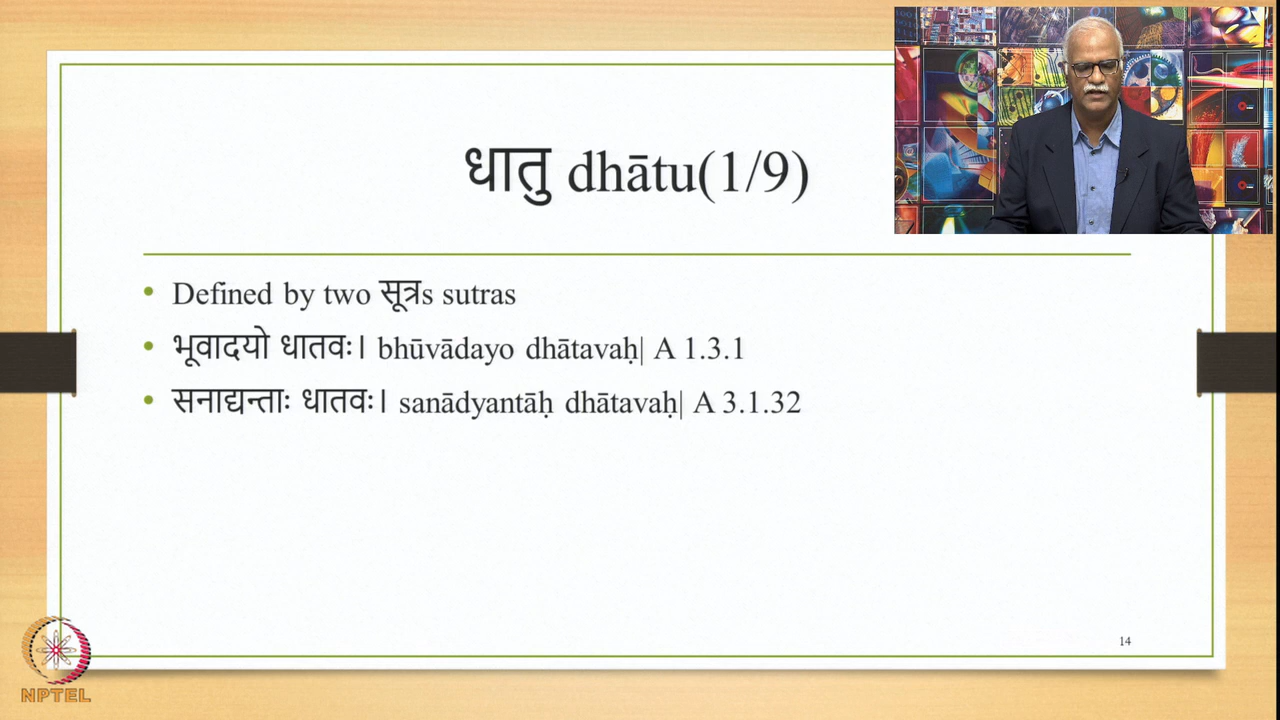 धातु dhātu(1/9)
• Defined by two सूत्रs sutras
• भूवादयो धातवः। bhūvādayo dhātavaḥ| A 1.3.1
• सनाद्यन्ताः धातवः। sanādyantāḥ dhātavaḥ| A 3.1.32
14
NPTEL